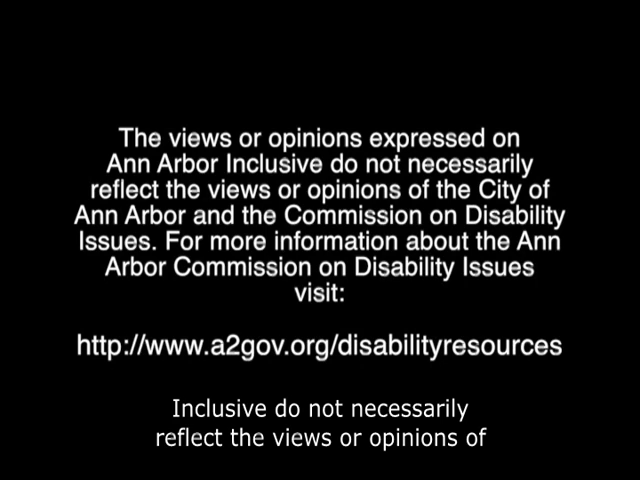 The views or opinions expressed on
Ann Arbor Inclusive do not necessarily
reflect the views or opinions of the City of
Ann Arbor and the Commission on Disability
Issues. For more information about the Ann
Arbor Commission on Disability Issues
visit:
http://www.a2gov.org/disabilityresources
Inclusive do not necessarily
reflect the views or opinions of